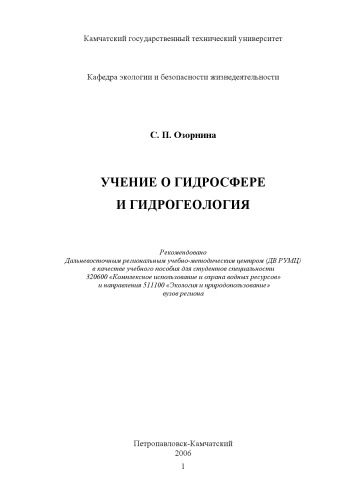 Камчатский государственный технический университет
Кафедра экологии и безопасности жизнедеятельности
С. П. Озорнина
УЧЕНИЕ О ГИДРОСФЕРЕ
И ГИДРОГЕОЛОГИЯ
Рекомендовано
Дальневосточным региональным учебно-методическим центром (ДВ РУМЦ)
в качестве учебного пособия для студентов специальности
320600 «Комплексное использование и охрана водных ресурсов»
и направления 511100 «Экология и природопользование»
вузов региона
Петропавловск-Камчатский
2006
1